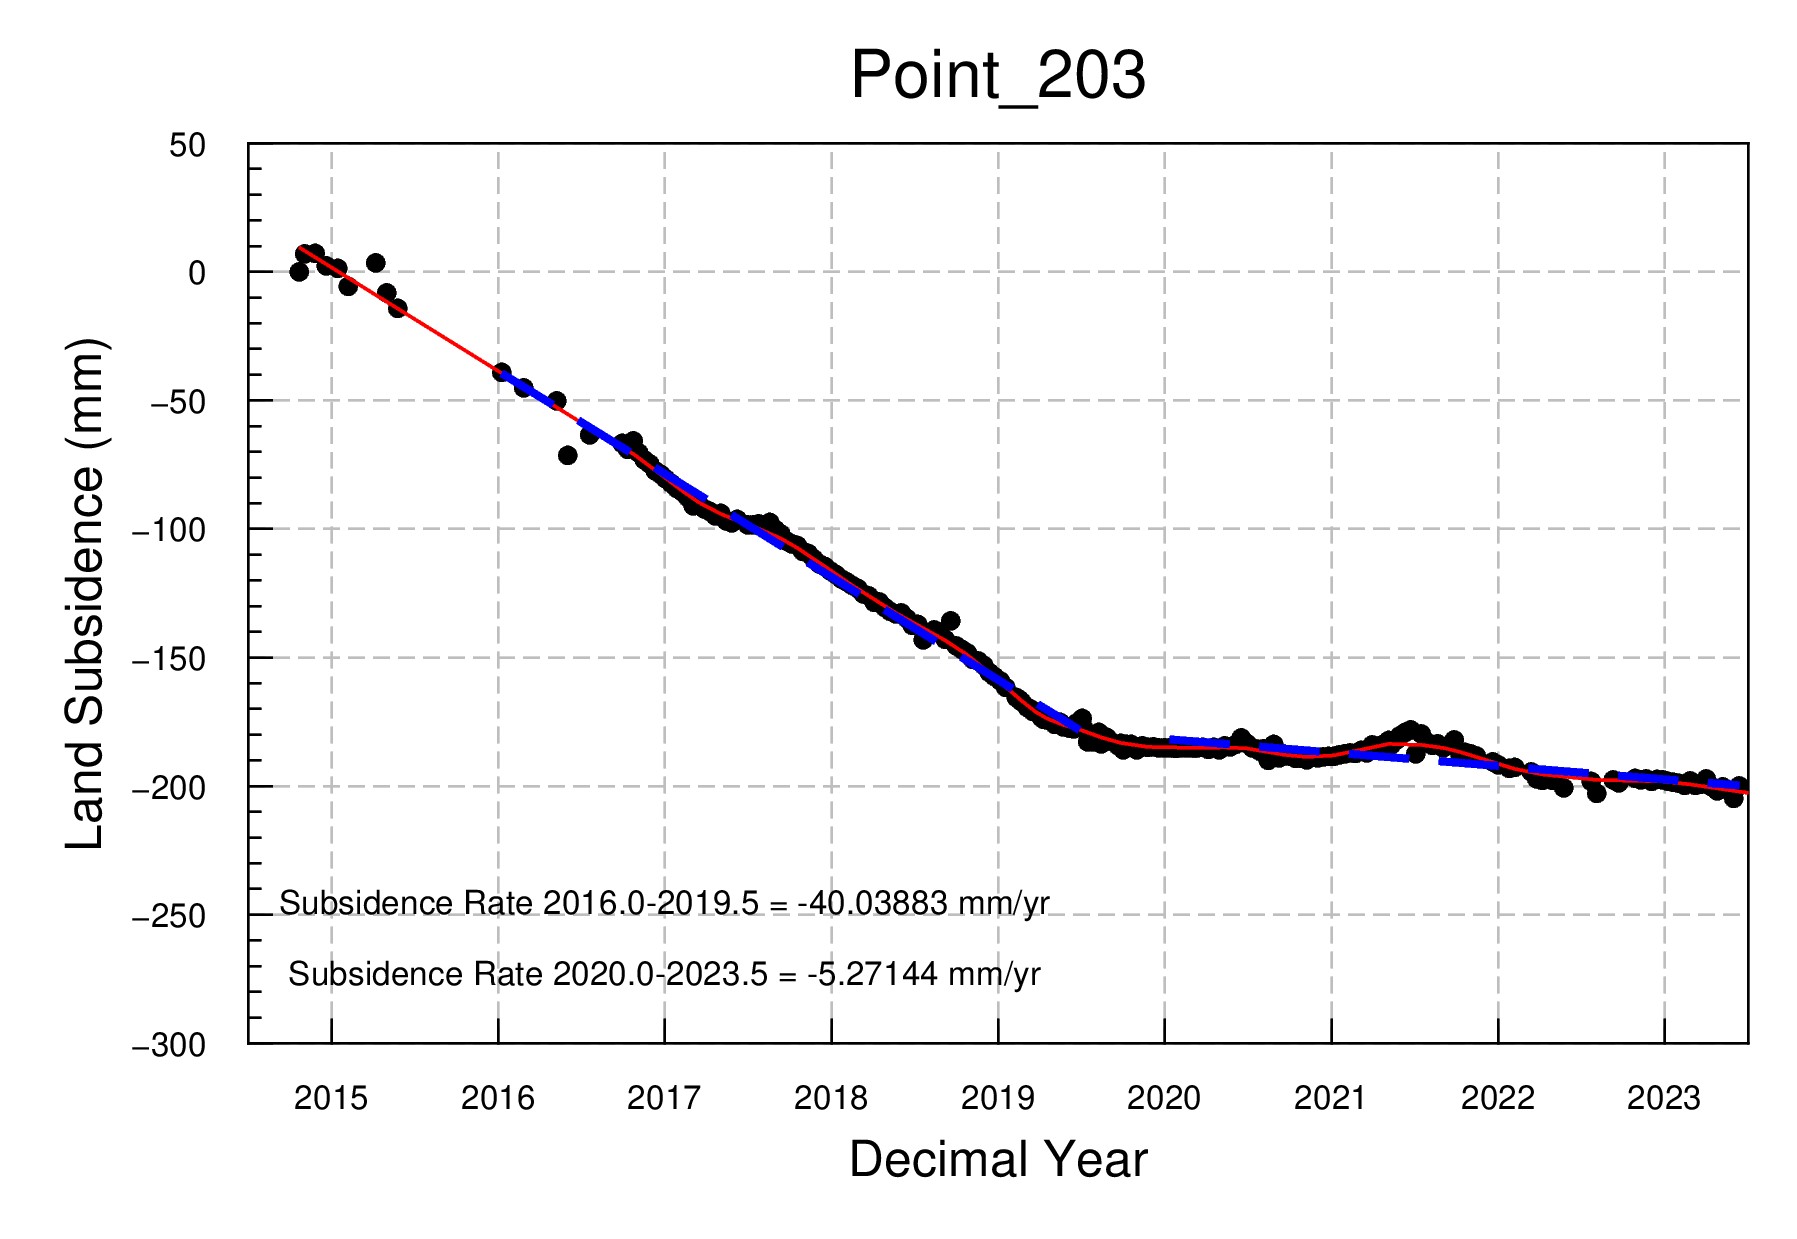 Point_203
50
0
−50
−100
−150
−200
−250
−300
Land Subsidence (mm)
Subsidence Rate 2016.0-2019.5 = -40.03883 mm/yr
Subsidence Rate 2020.0-2023.5 = -5.27144 mm/yr
2015 2016 2017 2018 2019 2020 2021 2022 2023
Decimal Year